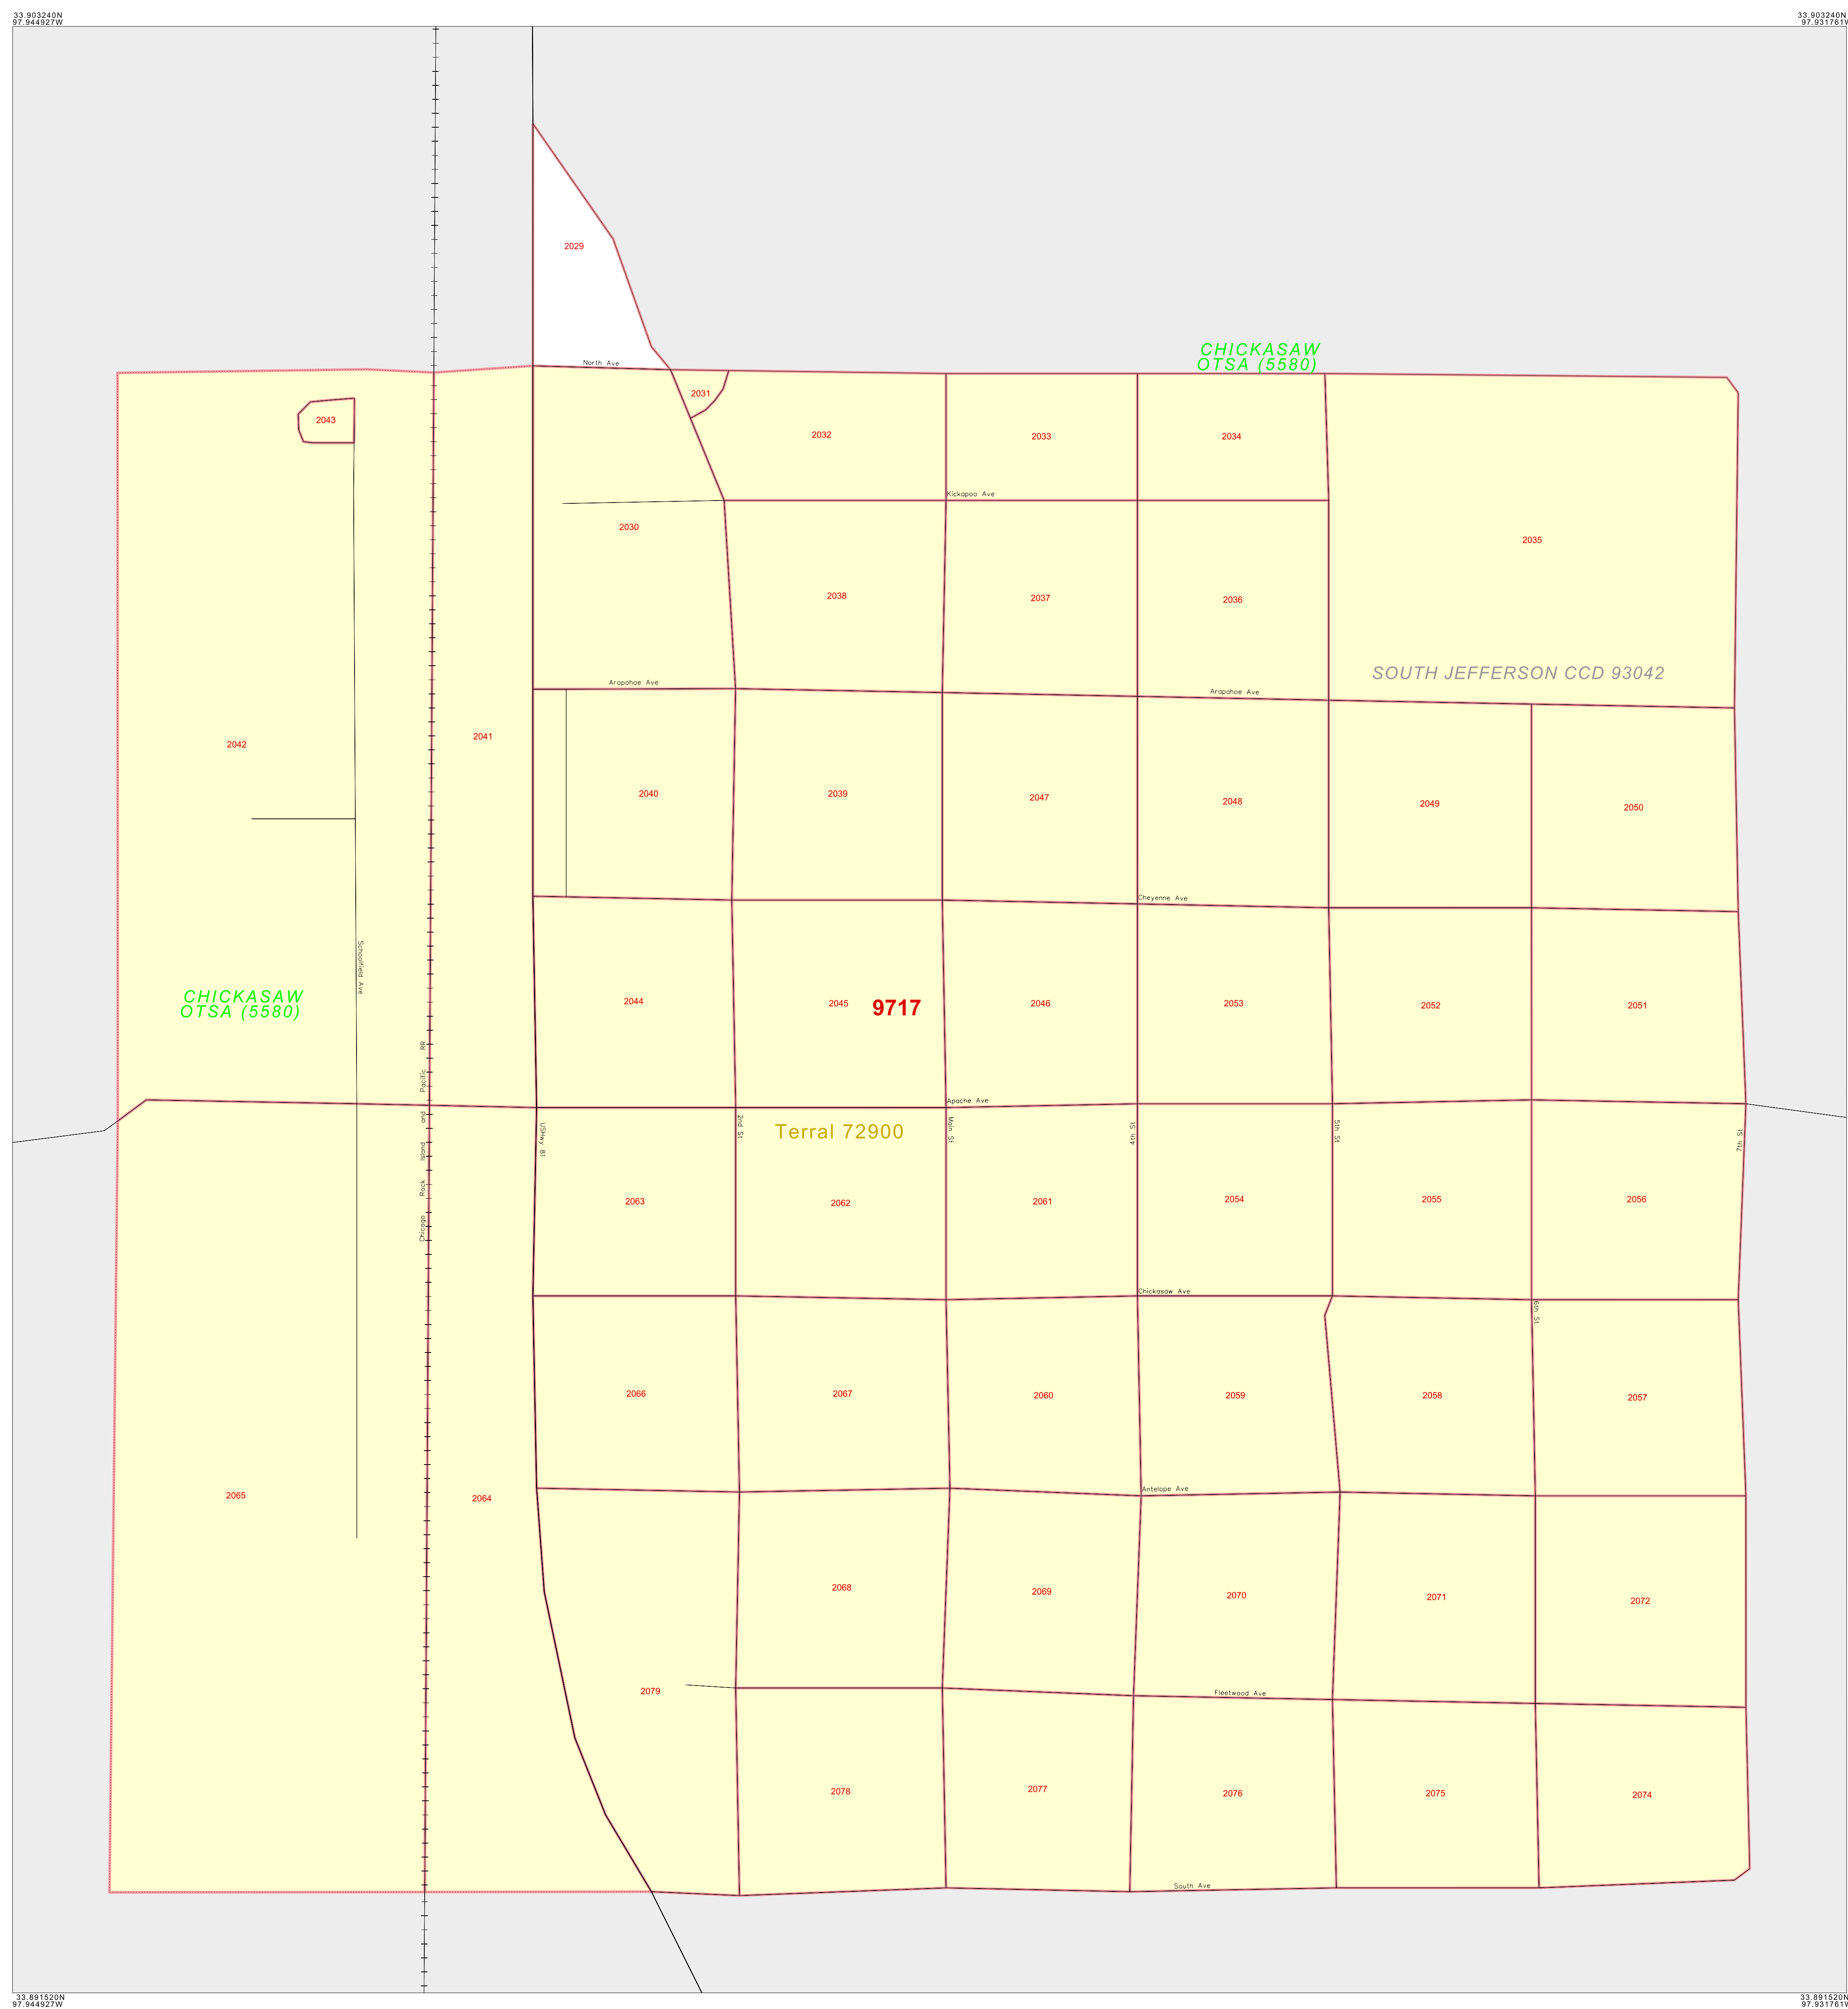 33.903240N
97.944927W
33.903240N
97.931761W
2029
CHICKASAW
OTSA (5580)
North Ave
2031
2043
2032
2033
2034
Kickapoo Ave
2030
2035
2038
2037
2036
SOUTH JEFFERSON CCD 93042
Arapahoe Ave
Arapahoe Ave
2041
2042
2040
2039
2047
2048
2049
2050
Cheyenne Ave
Schoolfield Ave
CHICKASAW
OTSA (5580)
2044
2045
9717
2046
2053
2052
2051
Chicago Rock Island and Pacific RR
Apache Ave
USHwy 81
2nd St
Terral 72900
Main St
4th St
5th St
7th St
2063
2062
2061
2054
2055
2056
Chickasaw Ave
6th St
2066
2067
2060
2059
2058
2057
2065
2064
Antelope Ave
2068
2069
2070
2071
2072
2079
Fleetwood Ave
2078
2077
2076
2075
2074
South Ave
33.891520N
97.944927W
33.891520N
97.931761W